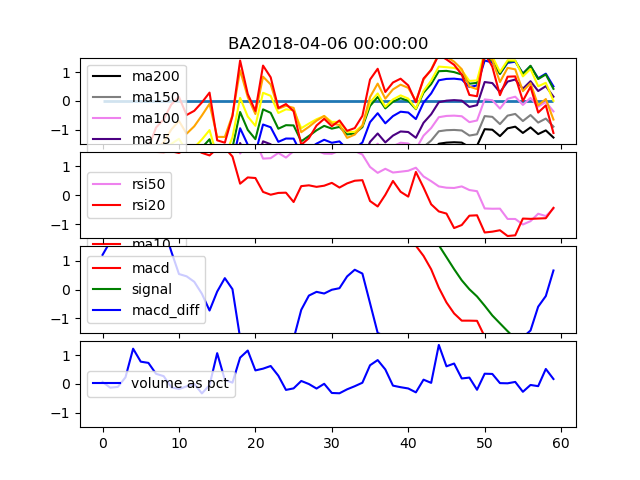 BA2018-04-06 00:00:00
1
0
−1
ma200
ma150
ma100
ma75
1
0
−1
rsi50
rsi20
ma10
1
0
−1
macd
signal
macd_diff
1
0
−1
volume as pct
0 10 20 30 40 50 60